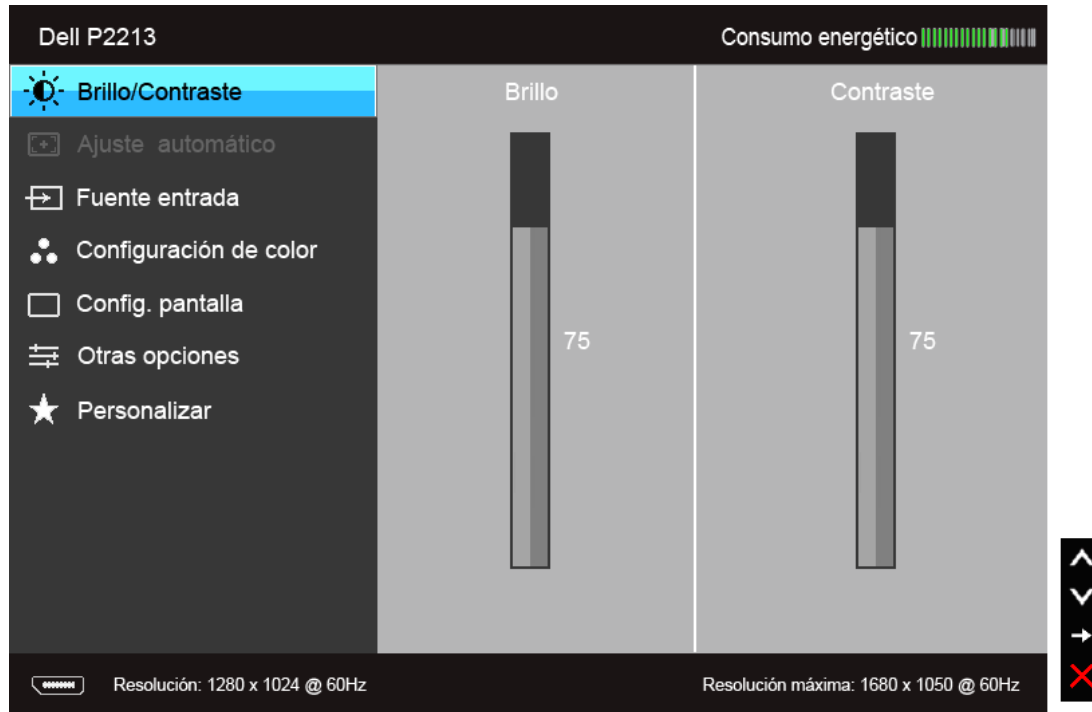 Dell P2213
Consumo energético
Brillo/Contraste
Ajuste automático
Fuente entrada
Configuración de color
Config. pantalla
Otras opciones
Personalizar
Brillo
75
Contraste
75
Resolución: 1280 x 1024 @ 60Hz
Resolución máxima: 1680 x 1050 @ 60Hz